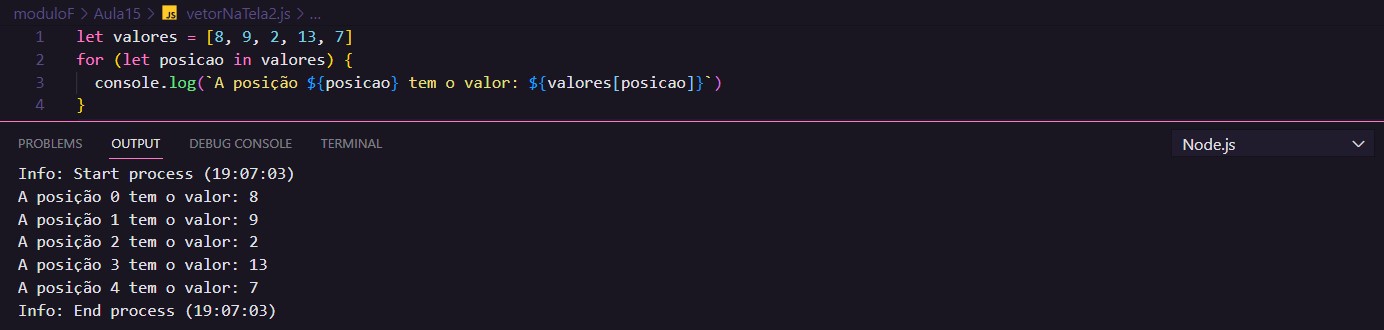 moduloF > Aula15 > JS vetorNaTela2.js > ...
1 let valores = [8, 9, 2, 13, 7]
2 for (let posicao in valores) {
3 console.log(`A posição ${posicao} tem o valor: ${valores[posicao]}`)
4 }
PROBLEMS OUTPUT DEBUG CONSOLE TERMINAL Node.js
Info: Start process (19:07:03)
A posição 0 tem o valor: 8
A posição 1 tem o valor: 9
A posição 2 tem o valor: 2
A posição 3 tem o valor: 13
A posição 4 tem o valor: 7
Info: End process (19:07:03)